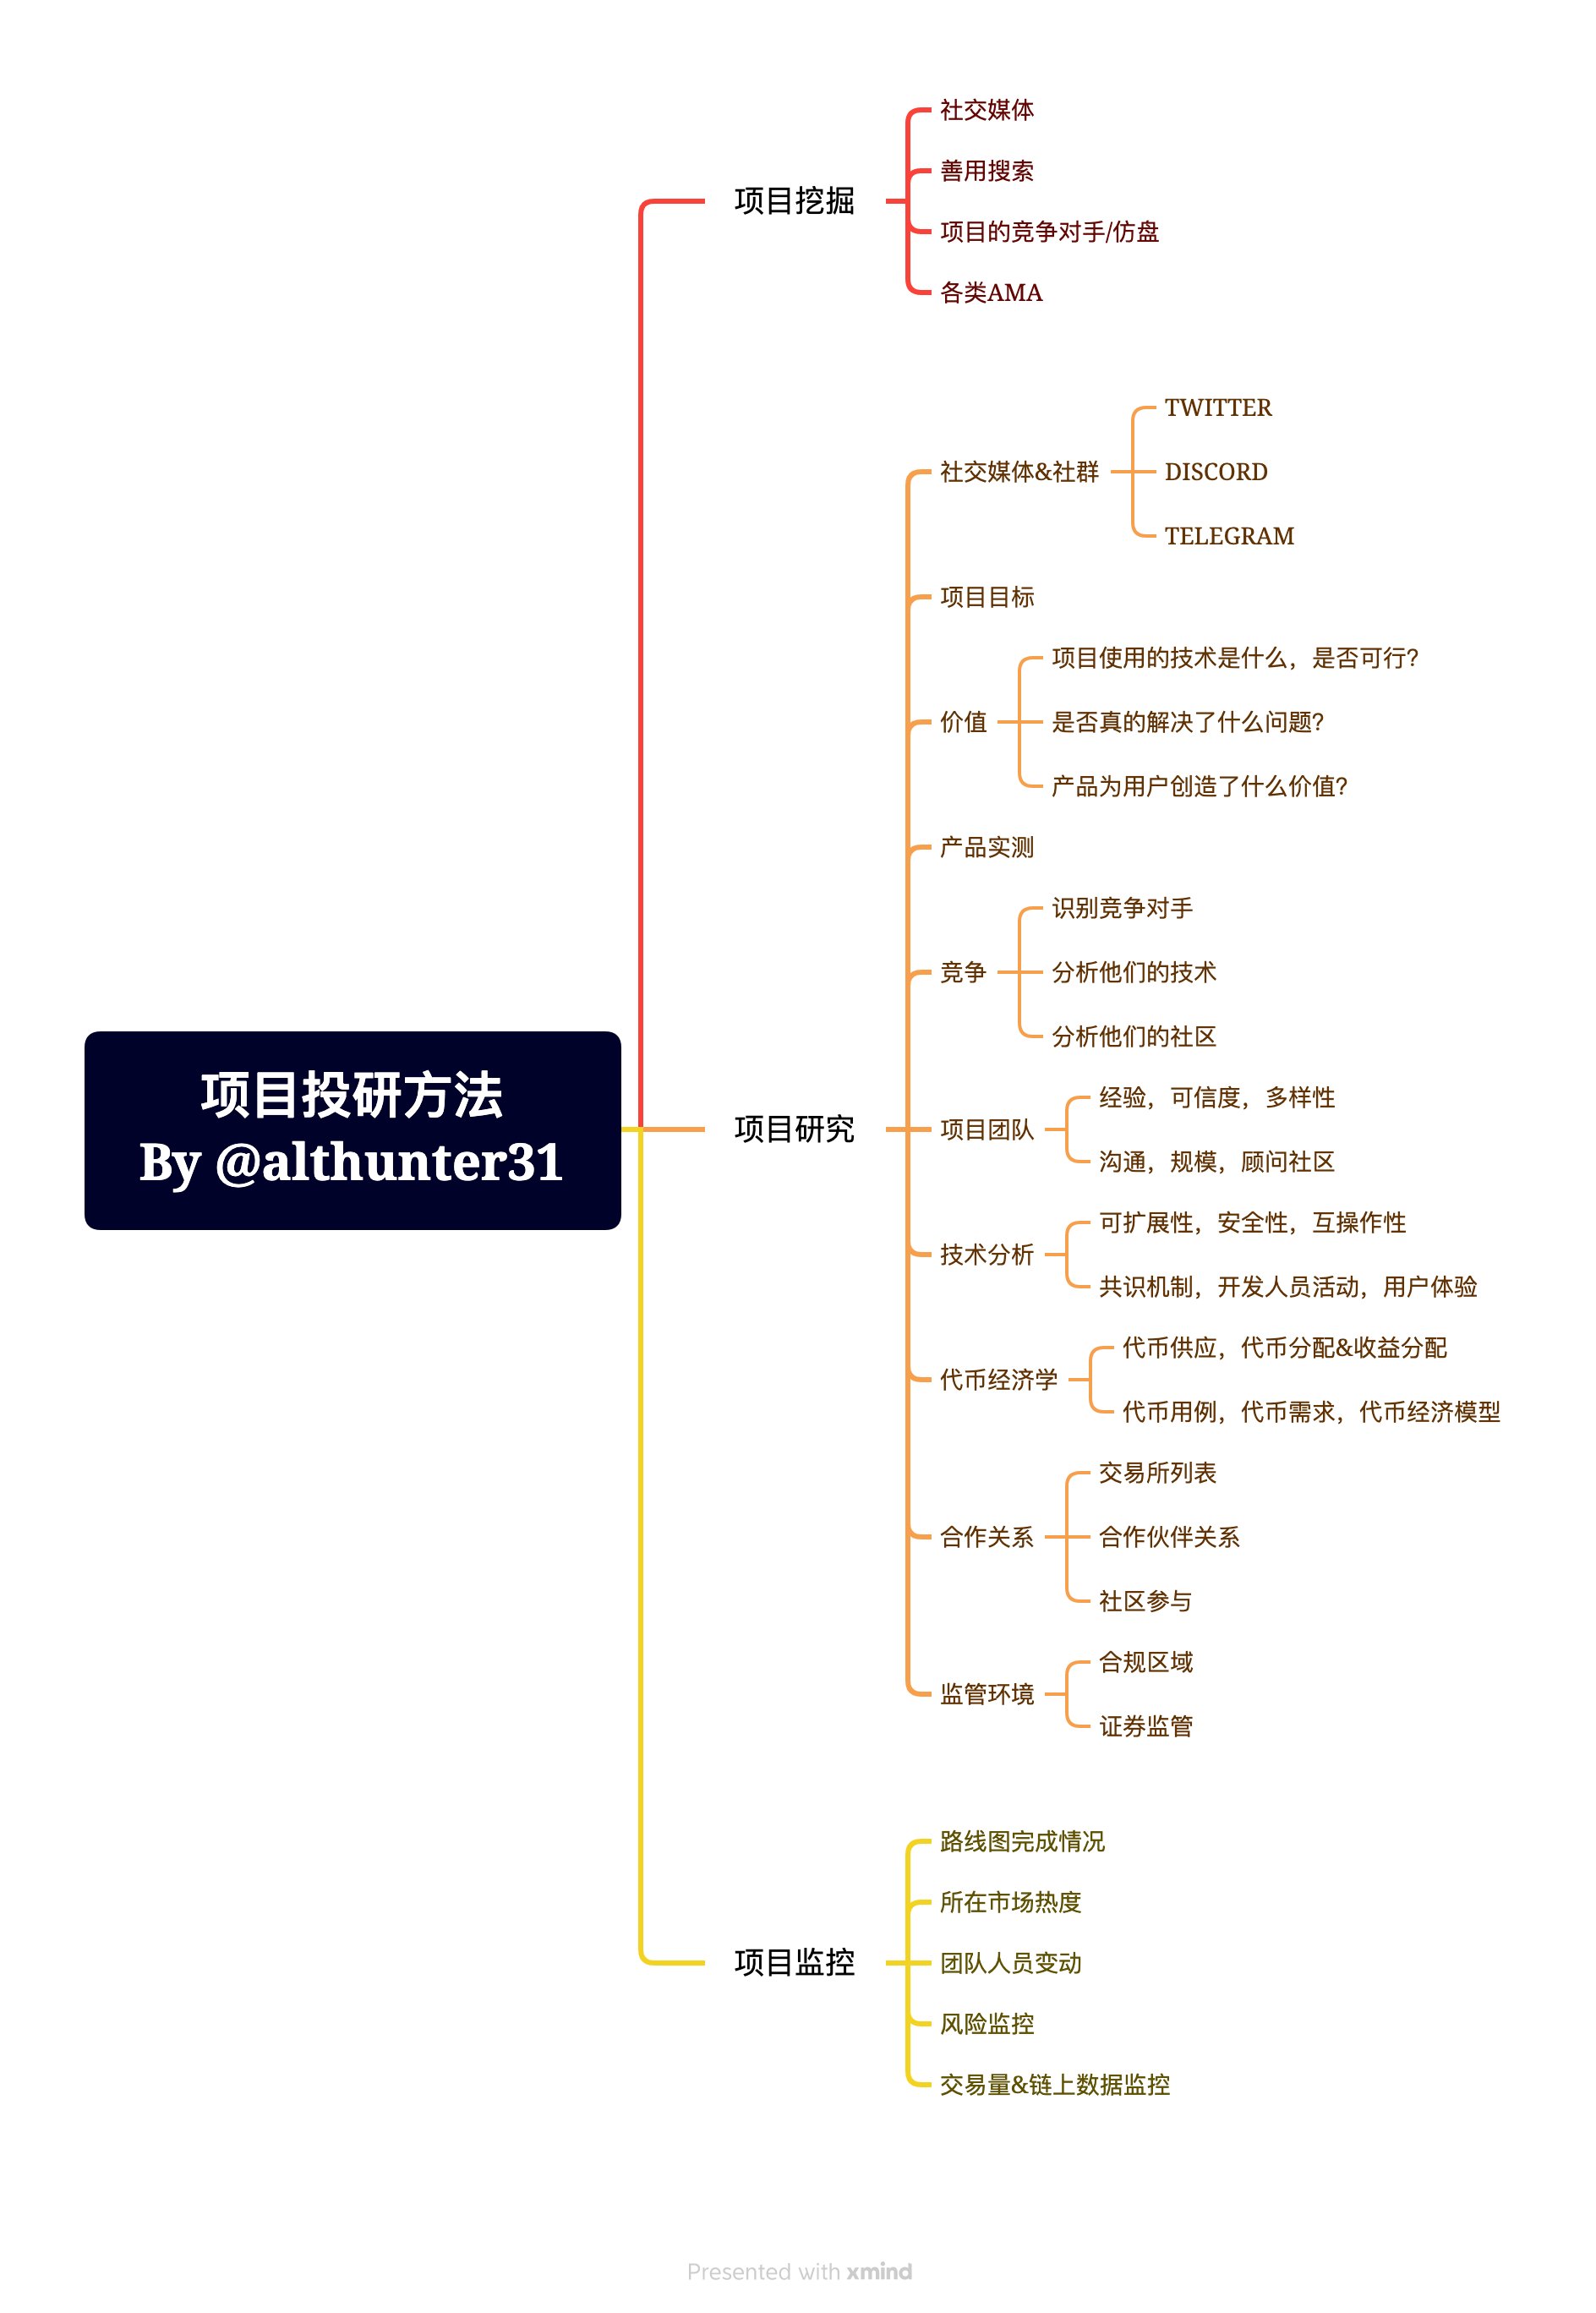 项目投研方法
By @althunter31
项目挖掘
社交媒体
善用搜索
项目的竞争对手/仿盘
各类AMA
项目研究
社交媒体&社群
TWITTER
DISCORD
TELEGRAM
项目目标
价值
项目使用的技术是什么，是否可行？
是否真的解决了什么问题？
产品为用户创造了什么价值？
产品实测
竞争
识别竞争对手
分析他们的技术
分析他们的社区
项目团队
经验，可信度，多样性
沟通，规模，顾问社区
技术分析
可扩展性，安全性，互操作性
共识机制，开发人员活动，用户体验
代币经济学
代币供应，代币分配&收益分配
代币用例，代币需求，代币经济模型
合作关系
交易所列表
合作伙伴关系
社区参与
监管环境
合规区域
证券监管
项目监控
路线图完成情况
所在市场热度
团队人员变动
风险监控
交易量&链上数据监控
Presented with xmind